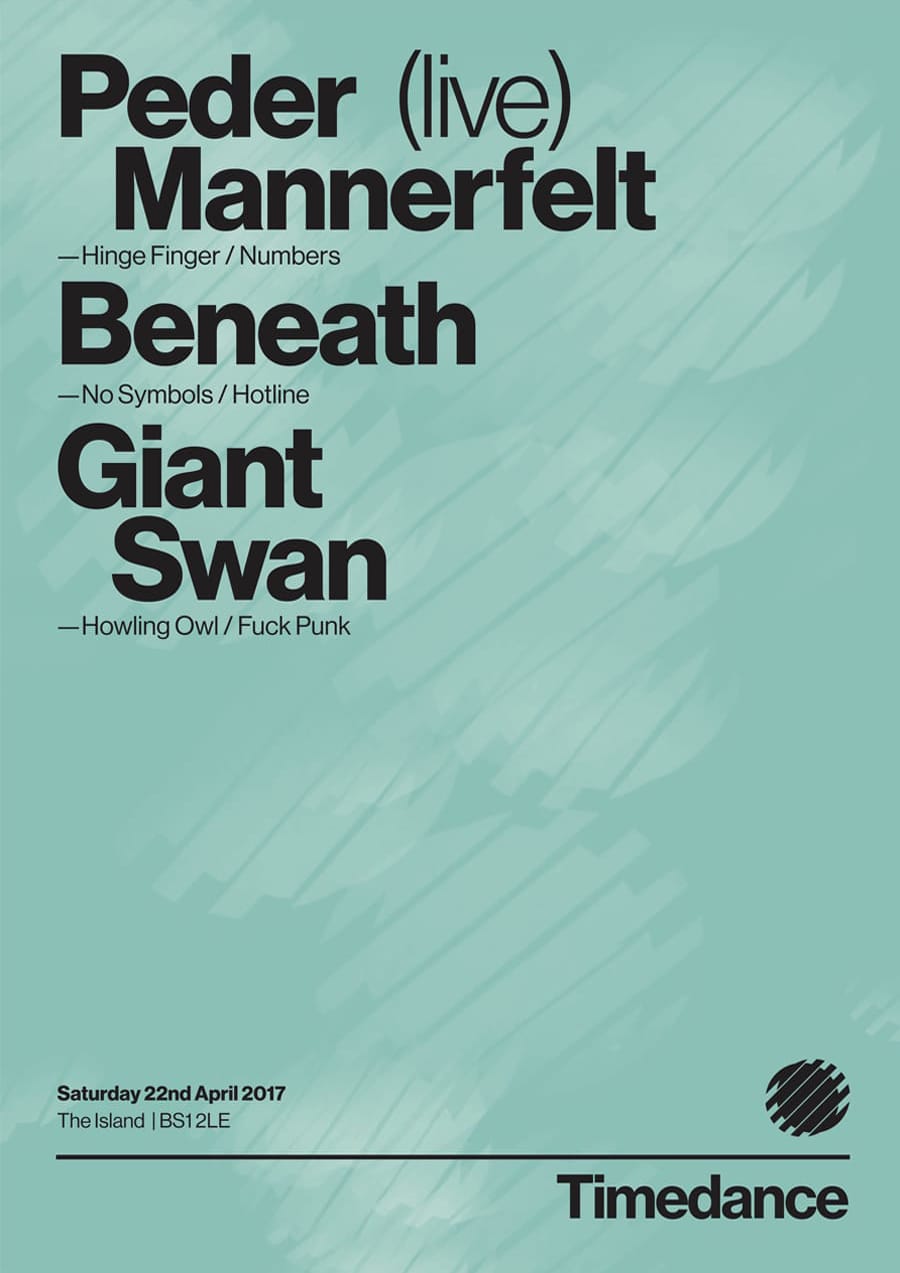 Peder (live)
Mannerfelt
—Hinge Finger / Numbers
Beneath
—No Symbols / Hotline
Giant
Swan
—Howling Owl / Fuck Punk
Saturday 22nd April 2017
The Island | BS1 2LE
Timedance